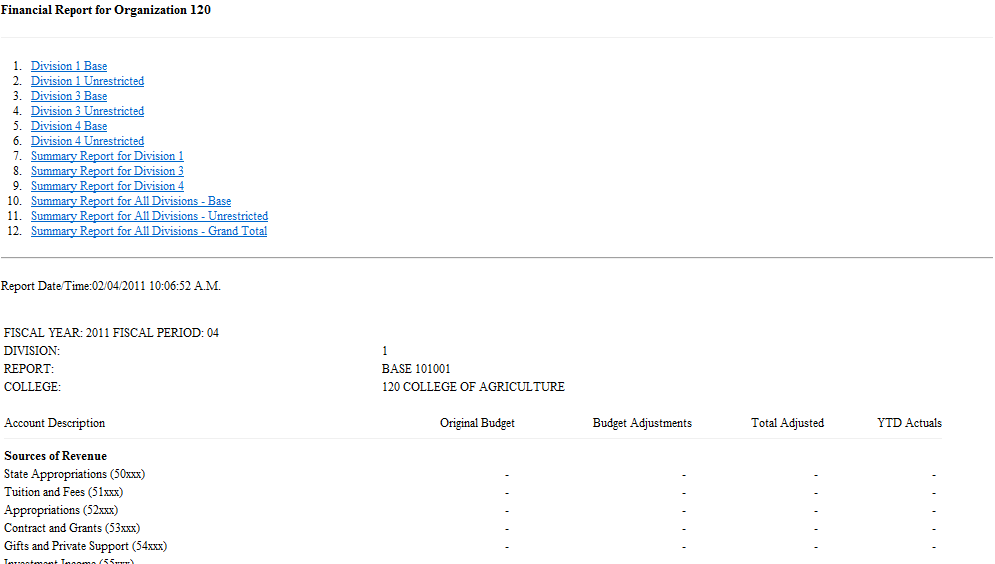 Financial Report for Organization 120
1. Division 1 Base
2. Division 1 Unrestricted
3. Division 3 Base
4. Division 3 Unrestricted
5. Division 4 Base
6. Division 4 Unrestricted
7. Summary Report for Division 1
8. Summary Report for Division 3
9. Summary Report for Division 4
10. Summary Report for All Divisions - Base
11. Summary Report for All Divisions - Unrestricted
12. Summary Report for All Divisions - Grand Total
Report Date/Time:02/04/2011 10:06:52 A.M.
FISCAL YEAR: 2011 FISCAL PERIOD: 04
DIVISION: 1
REPORT: BASE 101001
COLLEGE: 120 COLLEGE OF AGRICULTURE
Account Description Original Budget Budget Adjustments Total Adjusted YTD Actuals
Sources of Revenue
State Appropriations (50xxx) - - - -
Tuition and Fees (51xxx) - - - -
Appropriations (52xxx) - - - -
Contract and Grants (53xxx) - - - -
Gifts and Private Support (54xxx) - - - -
Investment Income (55xxx)